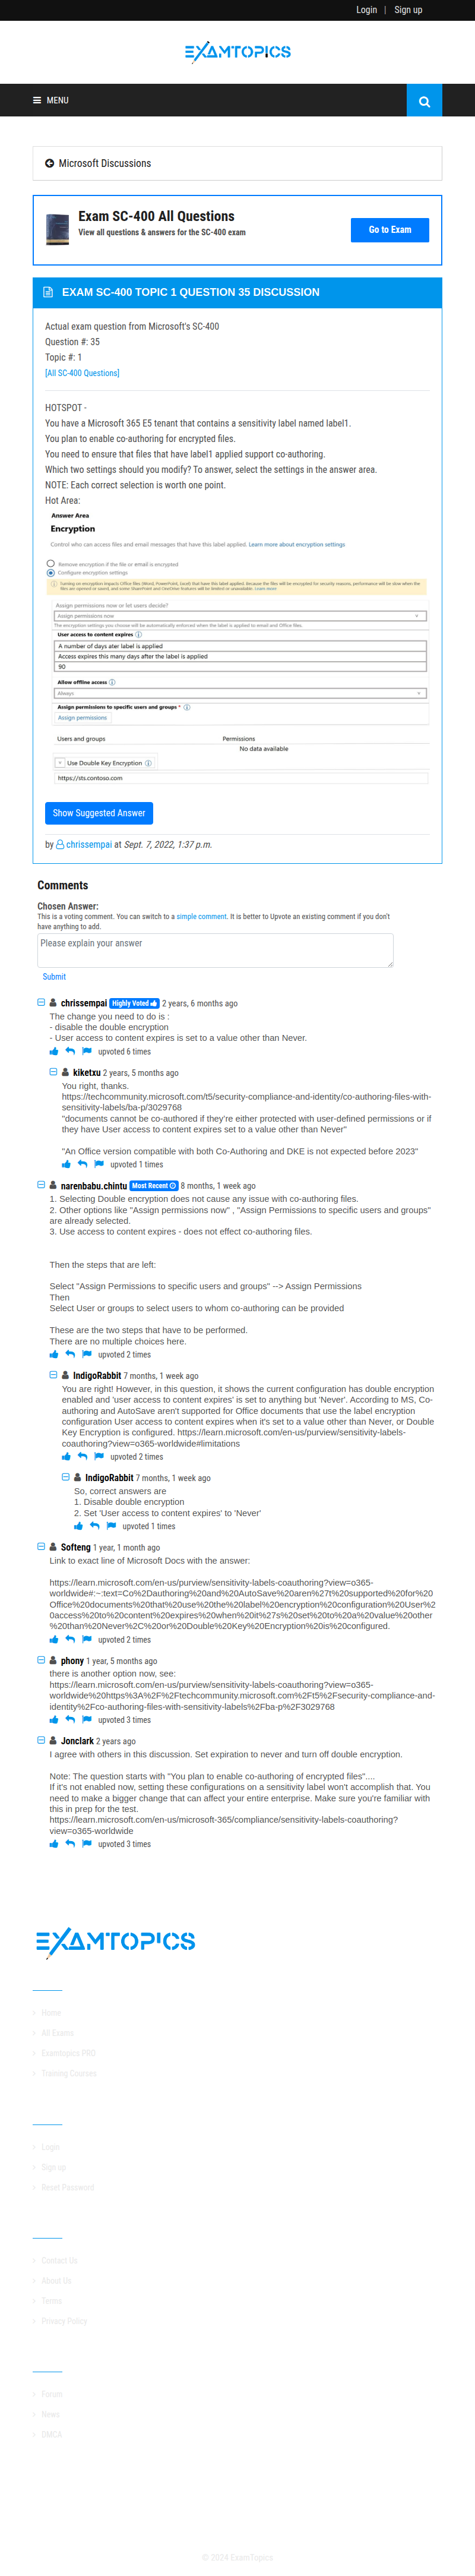 Login | Sign up
EXAMTOPICS
MENU
Microsoft Discussions
Exam SC-400 All Questions
View all questions & answers for the SC-400 exam
Go to Exam
EXAM SC-400 TOPIC 1 QUESTION 35 DISCUSSION
Actual exam question from Microsoft's SC-400
Question #: 35
Topic #: 1
[All SC-400 Questions]
HOTSPOT -
You have a Microsoft 365 E5 tenant that contains a sensitivity label named label1.
You plan to enable co-authoring for encrypted files.
You need to ensure that files that have label1 applied support co-authoring.
Which two settings should you modify? To answer, select the settings in the answer area.
NOTE: Each correct selection is worth one point.
Hot Area:
Answer Area
Encryption
Control who can access files and email messages that have this label applied. Learn more about encryption settings
Remove encryption if the file or email is encrypted
Configure encryption settings
Turning on encryption impacts Office files (Word, PowerPoint, Excel) that have this label applied. Because the files will be encrypted for security reasons, performance will be slow when the files are opened or saved, and some SharePoint and OneDrive features will be limited or unavailable. Learn more
Assign permissions now or let users decide?
Assign permissions now
The encryption settings you choose will be automatically enforced when the label is applied to email and Office files.
User access to content expires
A number of days ater label is applied
Access expires this many days after the label is applied
90
Allow offline access
Always
Assign permissions to specific users and groups *
Assign permissions
Users and groups Permissions
No data available
Use Double Key Encryption
https://sts.contoso.com
Show Suggested Answer
by chrissempai at Sept. 7, 2022, 1:37 p.m.
Comments
Chosen Answer:
This is a voting comment. You can switch to a simple comment. It is better to Upvote an existing comment if you don't
have anything to add.
Please explain your answer
Submit
chrissempai Highly Voted 2 years, 6 months ago
The change you need to do is :
- disable the double encryption
- User access to content expires is set to a value other than Never.
upvoted 6 times
kiketxu 2 years, 5 months ago
You right, thanks.
https://techcommunity.microsoft.com/t5/security-compliance-and-identity/co-authoring-files-with-
sensitivity-labels/ba-p/3029768
"documents cannot be co-authored if they're either protected with user-defined permissions or if
they have User access to content expires set to a value other than Never"
"An Office version compatible with both Co-Authoring and DKE is not expected before 2023"
upvoted 1 times
narenbabu.chintu Most Recent 8 months, 1 week ago
1. Selecting Double encryption does not cause any issue with co-authoring files.
2. Other options like "Assign permissions now" , "Assign Permissions to specific users and groups"
are already selected.
3. Use access to content expires - does not effect co-authoring files.
Then the steps that are left:
Select "Assign Permissions to specific users and groups" --> Assign Permissions
Then
Select User or Groups to select users to whom co-authoring can be provided
These are the two steps that have to be performed.
There are no multiple choices here.
upvoted 2 times
IndigoRabbit 7 months, 1 week ago
You are right! However, in this question, it shows the current configuration has double encryption
enabled and 'user access to content expires' is set to anything but 'Never'. According to MS, Co-
authoring and AutoSave aren't supported for Office documents that use the label encryption
configuration User access to content expires when it's set to a value other than Never, or Double
Key Encryption is configured. https://learn.microsoft.com/en-us/purview/sensitivity-labels-
coauthoring?view=o365-worldwide#limitations
upvoted 2 times
IndigoRabbit 7 months, 1 week ago
So, correct answers are
1. Disable double encryption
2. Set 'User access to content expires' to 'Never'
upvoted 1 times
Softeng 1 year, 1 month ago
Link to exact line of Microsoft Docs with the answer:
https://learn.microsoft.com/en-us/purview/sensitivity-labels-coauthoring?view=o365-
worldwide#:~:text=Co%2Dauthoring%20and%20AutoSave%20aren%27t%20supported%20for%20
Office%20documents%20that%20use%20the%20label%20encryption%20configuration%20User%2
0access%20to%20content%20expires%20when%20it%27s%20set%20to%20a%20value%20other
%20than%20Never%2C%20or%20Double%20Key%20Encryption%20is%20configured.
upvoted 2 times
phony 1 year, 5 months ago
there is another option now, see:
https://learn.microsoft.com/en-us/purview/sensitivity-labels-coauthoring?view=o365-
worldwide%20https%3A%2F%2Ftechcommunity.microsoft.com%2Ft5%2Fsecurity-compliance-and-
identity%2Fco-authoring-files-with-sensitivity-labels%2Fba-p%2F3029768
upvoted 3 times
Jonclark 2 years ago
I agree with others in this discussion. Set expiration to never and turn off double encryption.
Note: The question starts with "You plan to enable co-authoring of encrypted files"....
If it's not enabled now, setting these configurations on a sensitivity label won't accomplish that. You
need to make a bigger change that can affect your entire enterprise. Make sure you're familiar with
this in prep for the test.
https://learn.microsoft.com/en-us/microsoft-365/compliance/sensitivity-labels-coauthoring?
view=o365-worldwide
upvoted 3 times
EXAMTOPICS
Home
All Exams
Examtopics PRO
Training Courses
Login
Sign up
Reset Password
Contact Us
About Us
Terms
Privacy Policy
Forum
News
DMCA
© 2024 ExamTopics